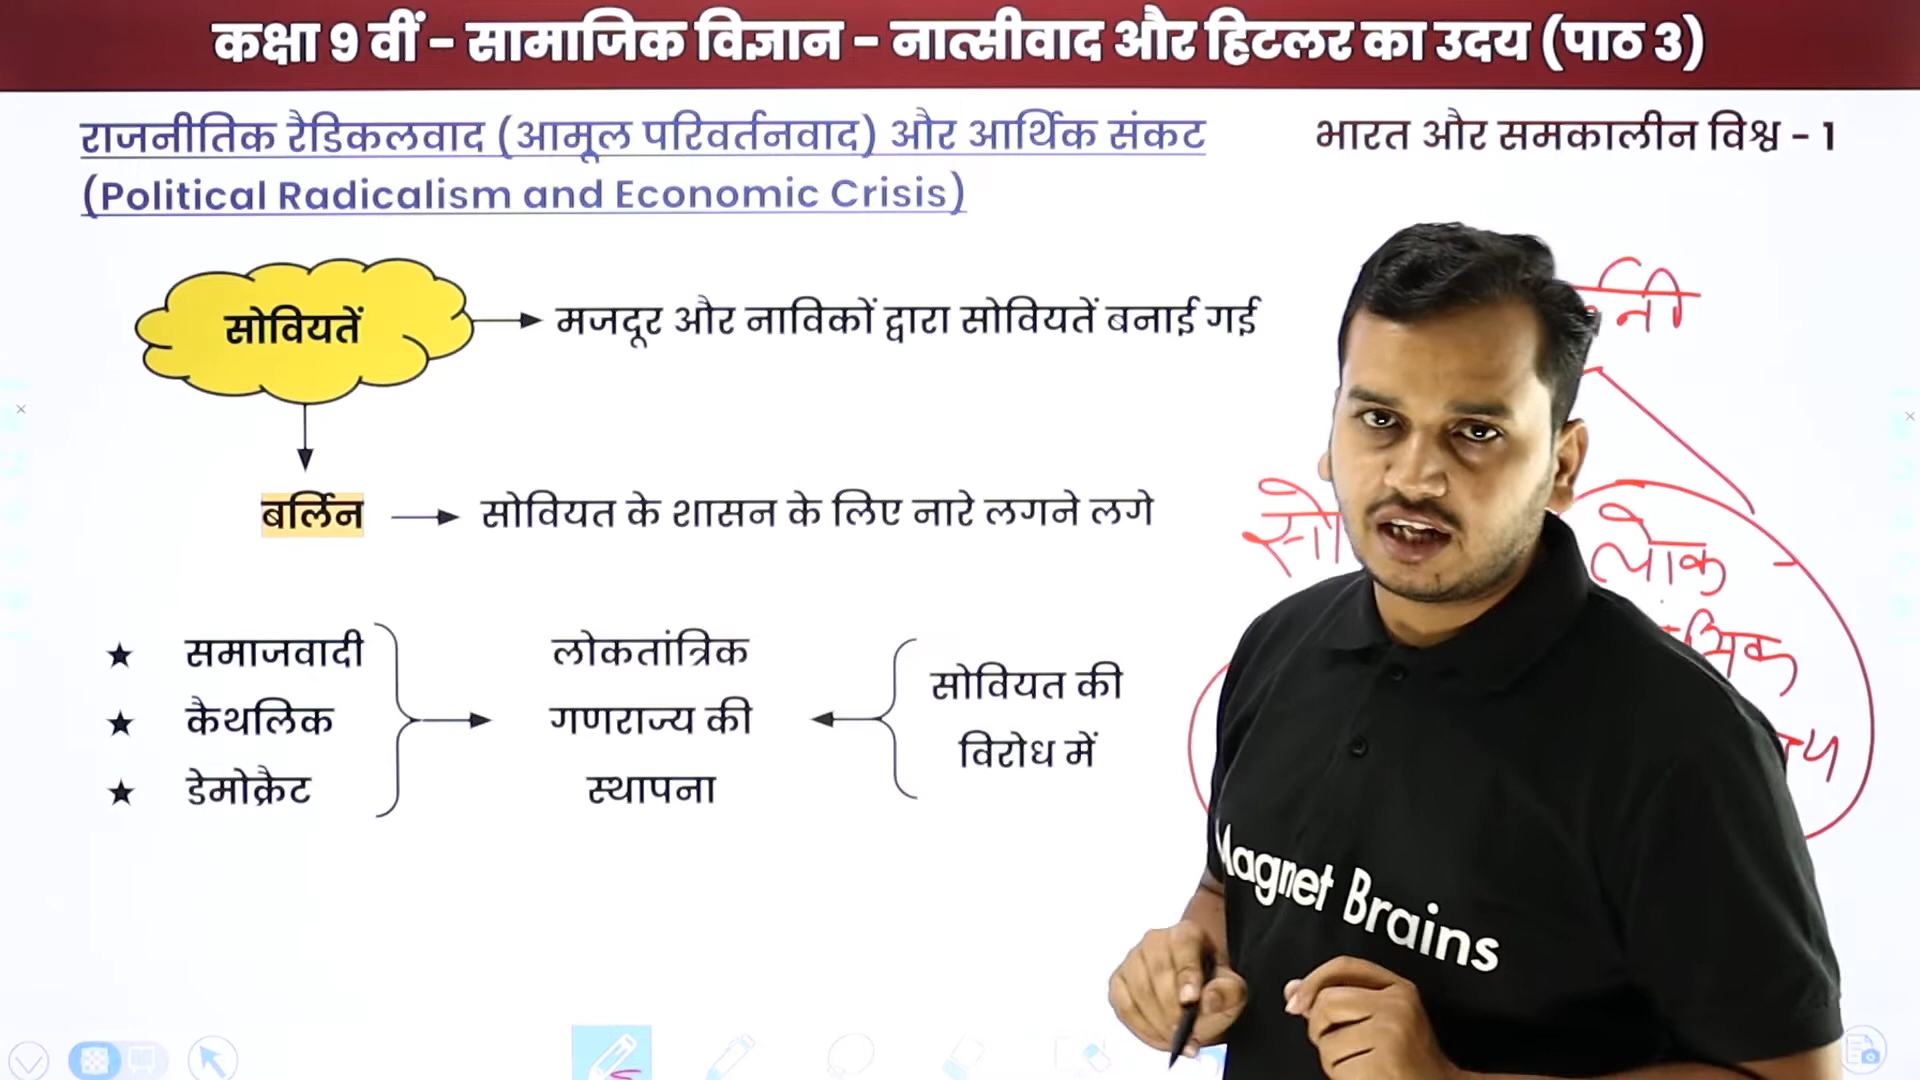 कक्षा 9 वीं - सामाजिक विज्ञान - नात्सीवाद और हिटलर का उदय (पाठ 3)
राजनीतिक रैडिकलवाद (आमूल परिवर्तनवाद) और आर्थिक संकट
भारत और समकालीन विश्व - 1
(Political Radicalism and Economic Crisis)
सोवियतें
मजदूर और नाविकों द्वारा सोवियतें बनाई गई
बर्लिन
सोवियत के शासन के लिए नारे लगने लगे
लोक
★ समाजवादी
★ कैथलिक
★ डेमोक्रैट
लोकतांत्रिक
गणराज्य की
स्थापना
सोवियत की
विरोध में
Magnet Brains